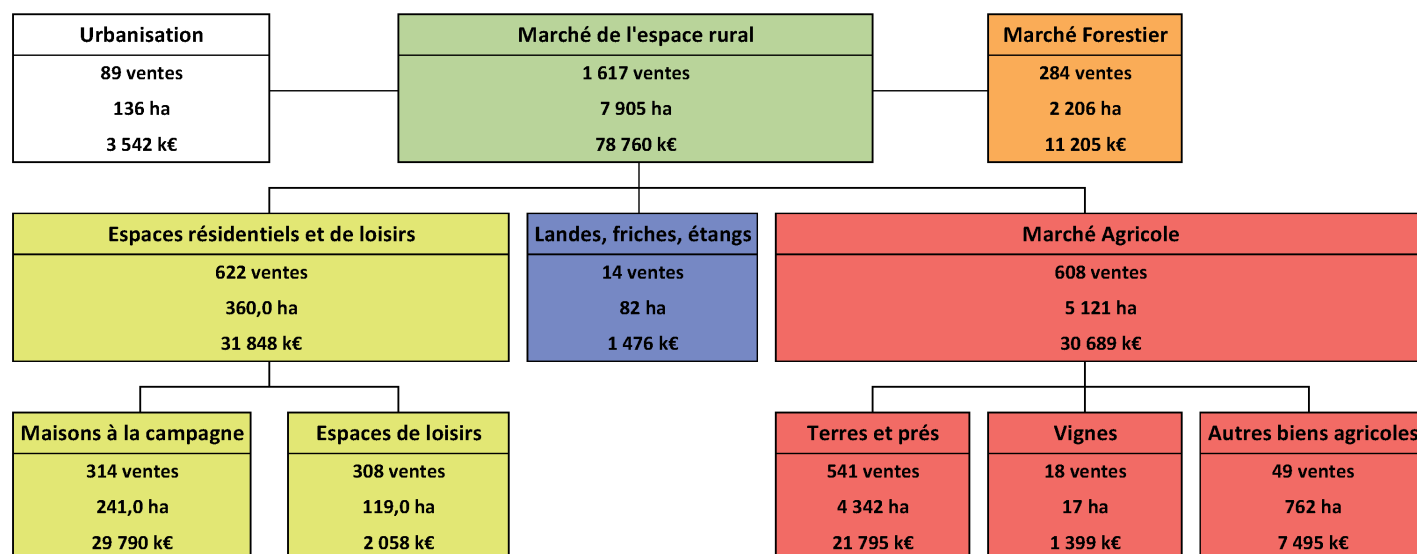 Urbanisation
89 ventes
136 ha
3 542 k€
Marché de l'espace rural
1 617 ventes
7 905 ha
78 760 k€
Marché Forestier
284 ventes
2 206 ha
11 205 k€
Espaces résidentiels et de loisirs
622 ventes
360,0 ha
31 848 k€
Landes, friches, étangs
14 ventes
82 ha
1 476 k€
Marché Agricole
608 ventes
5 121 ha
30 689 k€
Maisons à la campagne
314 ventes
241,0 ha
29 790 k€
Espaces de loisirs
308 ventes
119,0 ha
2 058 k€
Terres et prés
541 ventes
4 342 ha
21 795 k€
Vignes
18 ventes
17 ha
1 399 k€
Autres biens agricoles
49 ventes
762 ha
7 495 k€